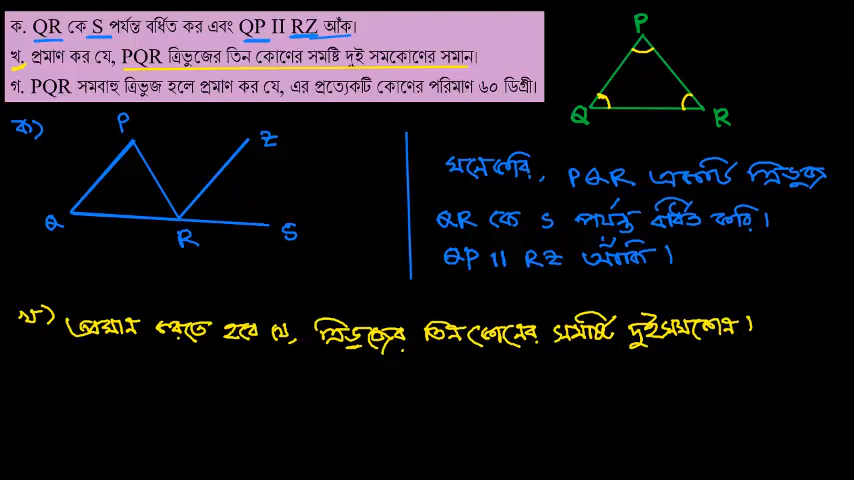 ক. QR কে S পর্যন্ত বর্ধিত কর এবং QP II RZ আঁক।
খ. প্রমাণ কর যে, PQR ত্রিভুজের তিন কোণের সমষ্টি দুই সমকোণের সমান।
গ. PQR সমবাহু ত্রিভুজ হলে প্রমাণ কর যে, এর প্রত্যেকটি কোণের পরিমাণ ৬০ ডিগ্রী।
P
Q
R
ক)
P
Z
Q
R
S
মনেকরি, PQR একটি ত্রিভুজ
QR কে S পর্যন্ত বর্ধিত করি।
QP II RZ আঁকি।
খ) প্রমান করতে হবে যে, ত্রিভুজের তিন কোনের সমষ্টি দুইসমকোন।